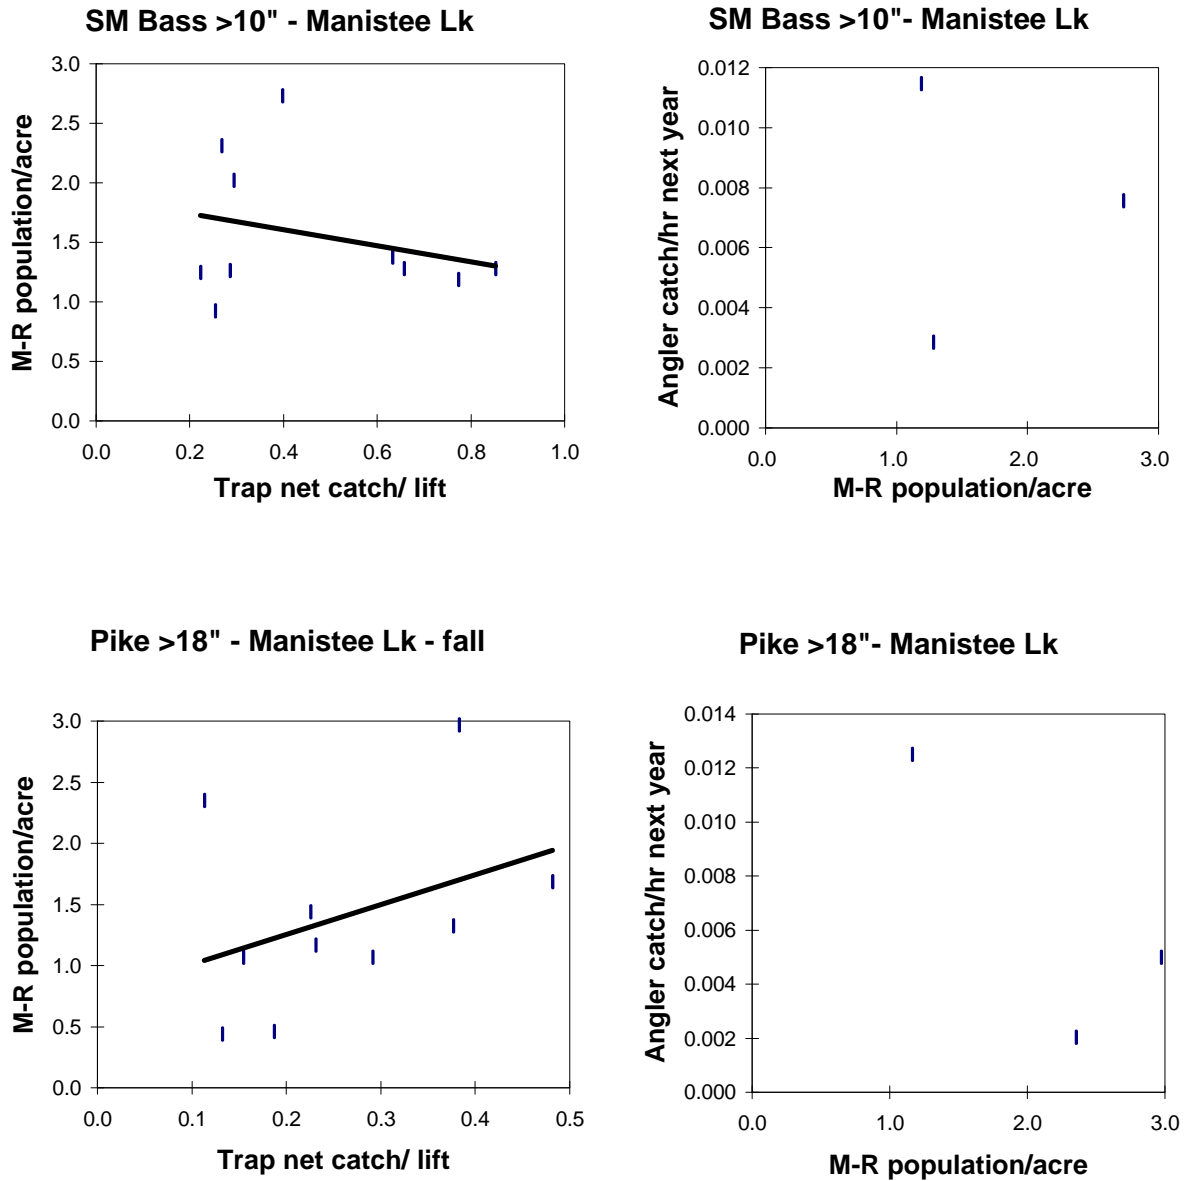 SM Bass >10" - Manistee Lk
M-R population/acre
3.0
2.5
2.0
1.5
1.0
0.5
0.0
0.0 0.2 0.4 0.6 0.8 1.0
Trap net catch/ lift
SM Bass >10"- Manistee Lk
Angler catch/hr next year
0.012
0.010
0.008
0.006
0.004
0.002
0.000
0.0 1.0 2.0 3.0
M-R population/acre
Pike >18" - Manistee Lk - fall
M-R population/acre
3.0
2.5
2.0
1.5
1.0
0.5
0.0
0.0 0.1 0.2 0.3 0.4 0.5
Trap net catch/ lift
Pike >18"- Manistee Lk
Angler catch/hr next year
0.014
0.012
0.010
0.008
0.006
0.004
0.002
0.000
0.0 1.0 2.0 3.0
M-R population/acre